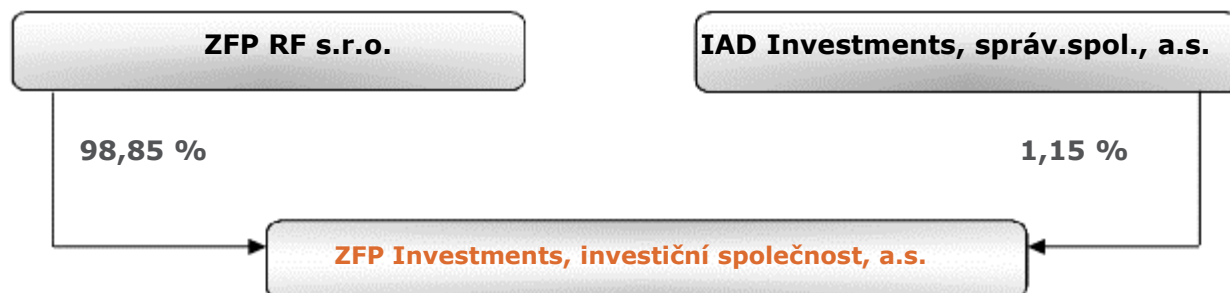 ZFP RF s.r.o.
IAD Investments, správ.spol., a.s.
98,85 %
1,15 %
ZFP Investments, investiční společnost, a.s.